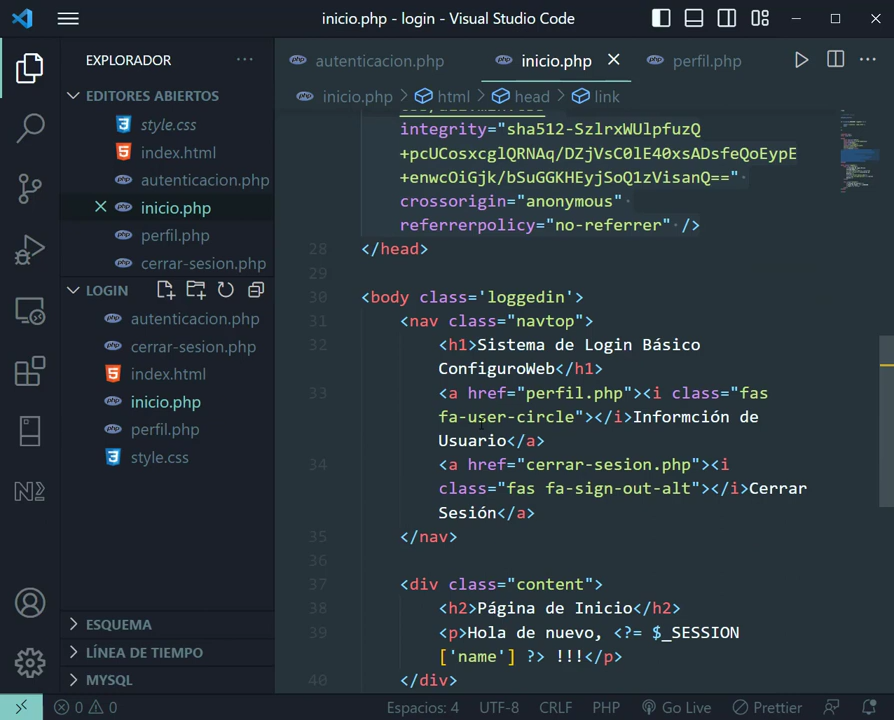 inicio.php - login - Visual Studio Code
EXPLORADOR
EDITORES ABIERTOS
style.css
index.html
autenticacion.php
inicio.php
perfil.php
cerrar-sesion.php
LOGIN
autenticacion.php
cerrar-sesion.php
index.html
inicio.php
perfil.php
style.css
ESQUEMA
LÍNEA DE TIEMPO
MYSQL
autenticacion.php inicio.php perfil.php
inicio.php > html > head > link
integrity="sha512-SzlrxWUlpfuzQ
+pcUCosxcglQRNAq/DZjVsC0lE40xsADsfeQoEypE
+enwcOiGjk/bSuGGKHEyjSoQ1zVisanQ=="
crossorigin="anonymous"
referrerpolicy="no-referrer" />
28 </head>
29
30 <body class='loggedin'>
31 <nav class="navtop">
32 <h1>Sistema de Login Básico
ConfiguroWeb</h1>
33 <a href="perfil.php"><i class="fas
fa-user-circle"></i>Informción de
Usuario</a>
34 <a href="cerrar-sesion.php"><i
class="fas fa-sign-out-alt"></i>Cerrar
Sesión</a>
35 </nav>
36
37 <div class="content">
38 <h2>Página de Inicio</h2>
39 <p>Hola de nuevo, <?= $_SESSION
['name'] ?> !!!</p>
40 </div>
0 0 Espacios: 4 UTF-8 CRLF PHP Go Live Prettier